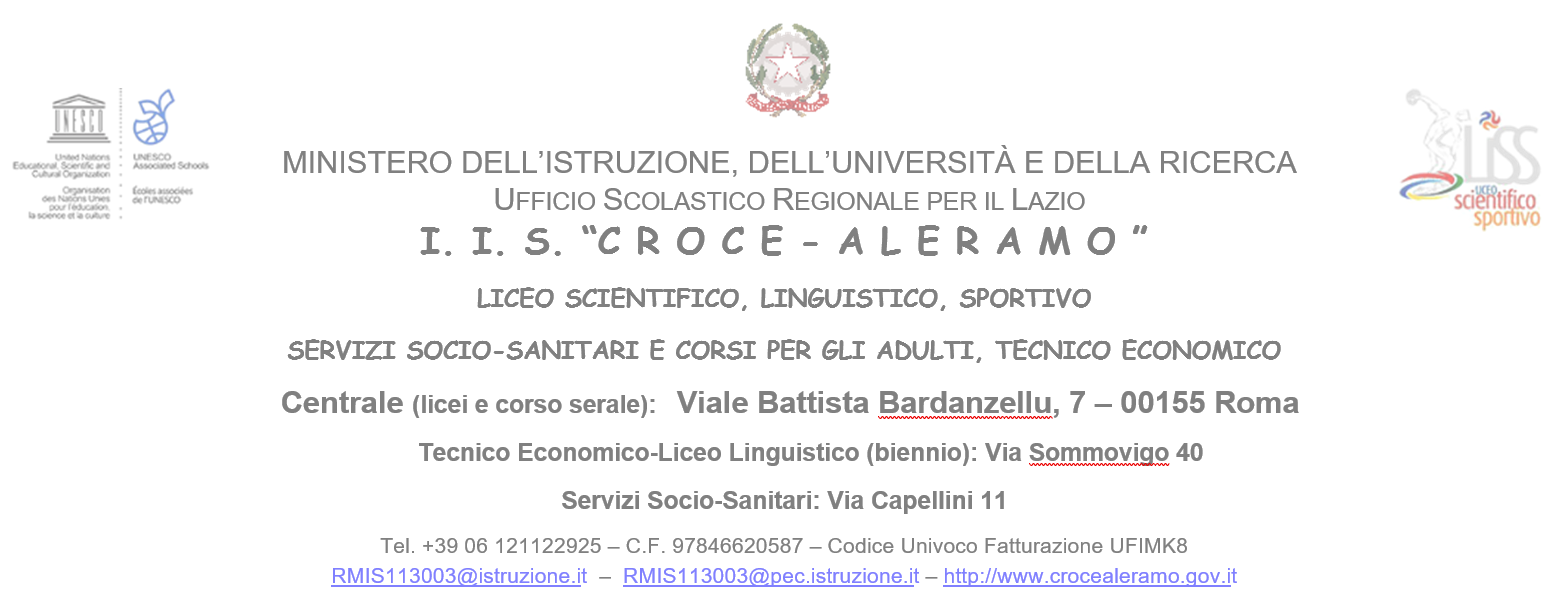 UNESCO
United Nations
Educational, Scientific and
Cultural Organization
Organisation
des Nations Unies
pour l'éducation,
la science et la culture
UNESCO
Associated Schools
Écoles associées
de l'UNESCO
LiSS
LICEO
scientifico
sportivo
MINISTERO DELL’ISTRUZIONE, DELL’UNIVERSITÀ E DELLA RICERCA
UFFICIO SCOLASTICO REGIONALE PER IL LAZIO
I. I. S. “C R O C E – A L E R A M O ”
LICEO SCIENTIFICO, LINGUISTICO, SPORTIVO
SERVIZI SOCIO-SANITARI E CORSI PER GLI ADULTI, TECNICO ECONOMICO
Centrale (licei e corso serale): Viale Battista Bardanzellu, 7 – 00155 Roma
Tecnico Economico-Liceo Linguistico (biennio): Via Sommovigo 40
Servizi Socio-Sanitari: Via Capellini 11
Tel. +39 06 121122925 – C.F. 97846620587 – Codice Univoco Fatturazione UFIMK8
RMIS113003@istruzione.it – RMIS113003@pec.istruzione.it – http://www.crocealeramo.gov.it